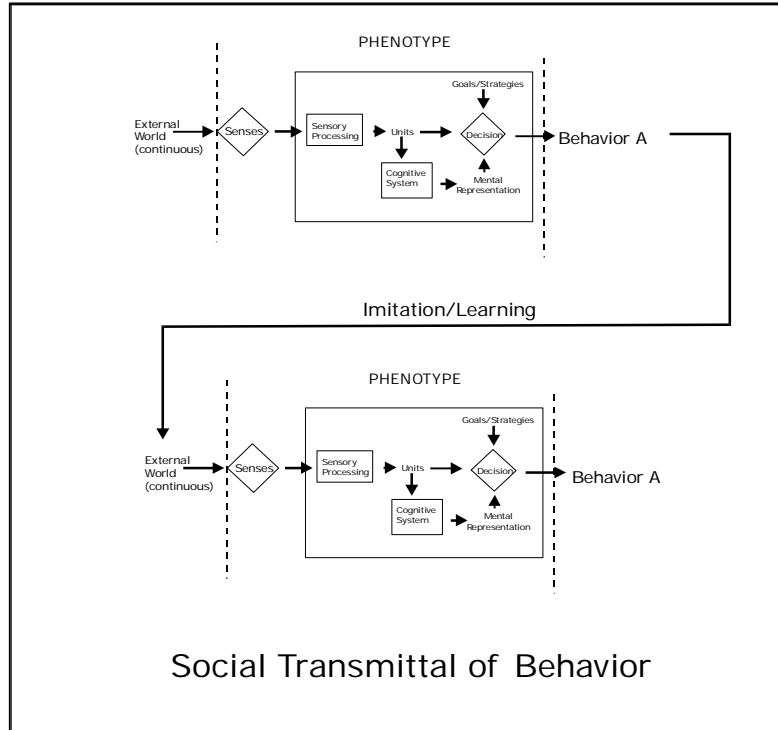 PHENOTYPE
Goals/Strategies
External
World
(continuous)
Senses
Sensory
Processing
Units
Decision
Behavior A
Cognitive
System
Mental
Representation
Imitation/Learning
PHENOTYPE
Goals/Strategies
External
World
(continuous)
Senses
Sensory
Processing
Units
Decision
Behavior A
Cognitive
System
Mental
Representation
Social Transmittal of Behavior